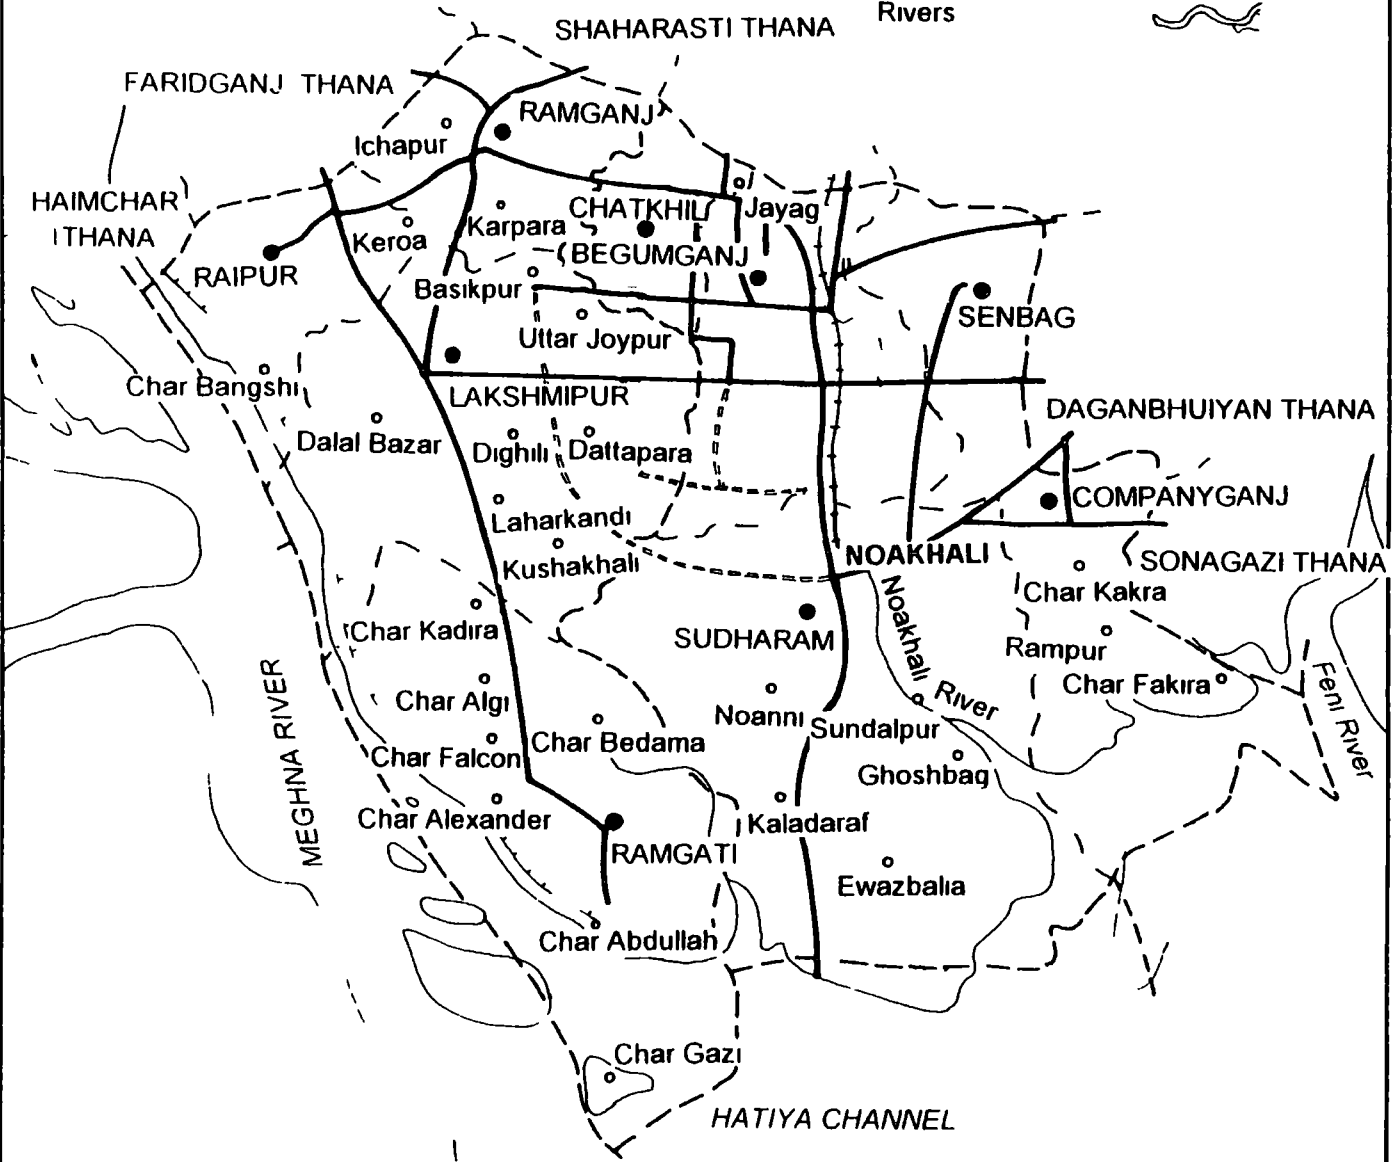 Rivers
SHAHARASTI THANA
FARIDGANJ THANA
RAMGANJ
Ichapur
HAIMCHAR
THANA
CHATKHIL
Jayag
Karpara
Keroa
BEGUMGANJ
RAIPUR
Basikpur
SENBAG
Uttar Joypur
Char Bangshi
LAKSHMIPUR
DAGANBHUIYAN THANA
Dalal Bazar
Dighili
Dattapara
COMPANYGANJ
Laharkandi
NOAKHALI
SONAGAZI THANA
Kushakhali
Char Kakra
Char Kadira
SUDHARAM
Noakhali River
Rampur
MEGHNA RIVER
Char Algi
Char Fakira
Feni River
Noanni
Sundalpur
Char Falcon
Char Bedama
Ghoshbag
Char Alexander
Kaladaraf
RAMGATI
Ewazbalia
Char Abdullah
Char Gazi
HATIYA CHANNEL